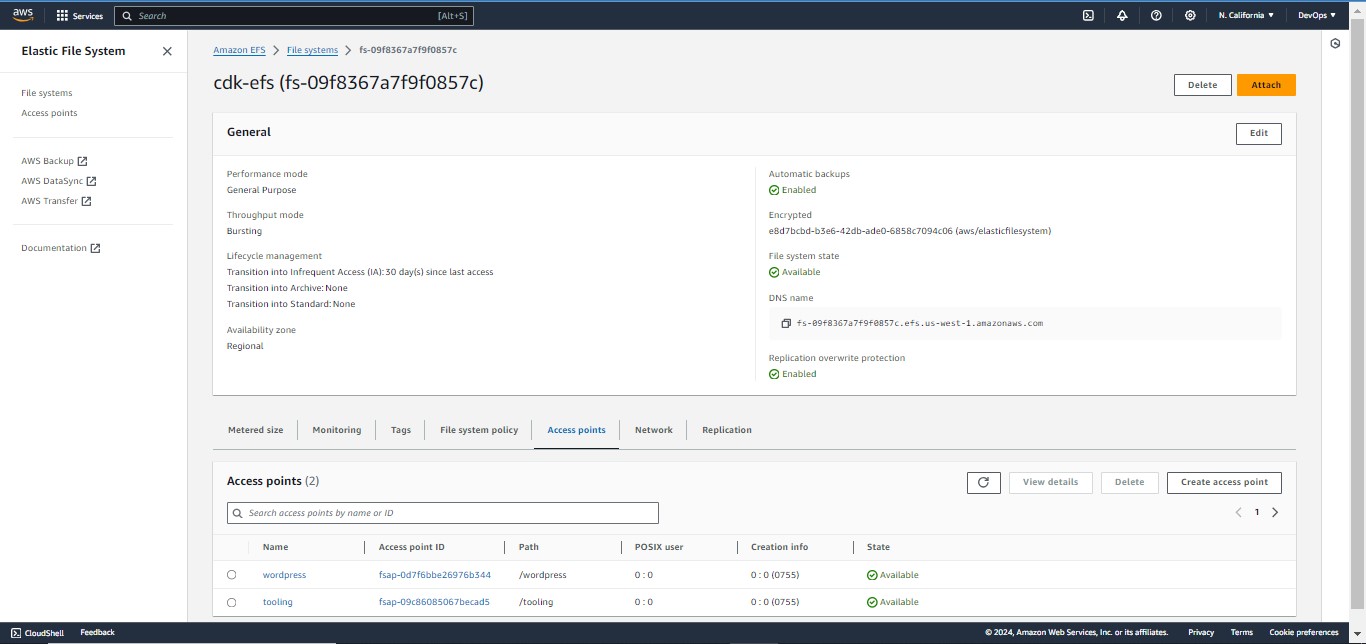 aws Services Search [Alt+S] N. California ▼ DevOps ▼
Elastic File System
File systems
Access points
AWS Backup
AWS DataSync
AWS Transfer
Documentation
Amazon EFS > File systems > fs-09f8367a7f9f0857c
cdk-efs (fs-09f8367a7f9f0857c)
Delete Attach
General
Edit
Performance mode
General Purpose
Throughput mode
Bursting
Lifecycle management
Transition into Infrequent Access (IA): 30 day(s) since last access
Transition into Archive: None
Transition into Standard: None
Availability zone
Regional
Automatic backups
Enabled
Encrypted
e8d7bcbd-b3e6-42db-ade0-6858c7094c06 (aws/elasticfilesystem)
File system state
Available
DNS name
fs-09f8367a7f9f0857c.efs.us-west-1.amazonaws.com
Replication overwrite protection
Enabled
Metered size Monitoring Tags File system policy Access points Network Replication
Access points (2)
View details Delete Create access point
Search access points by name or ID
< 1 >
Name Access point ID Path POSIX user Creation info State
wordpress fsap-0d7f6bbe26976b344 /wordpress 0 : 0 0 : 0 (0755) Available
tooling fsap-09c86085067becad5 /tooling 0 : 0 0 : 0 (0755) Available
CloudShell Feedback © 2024, Amazon Web Services, Inc. or its affiliates. Privacy Terms Cookie preferences